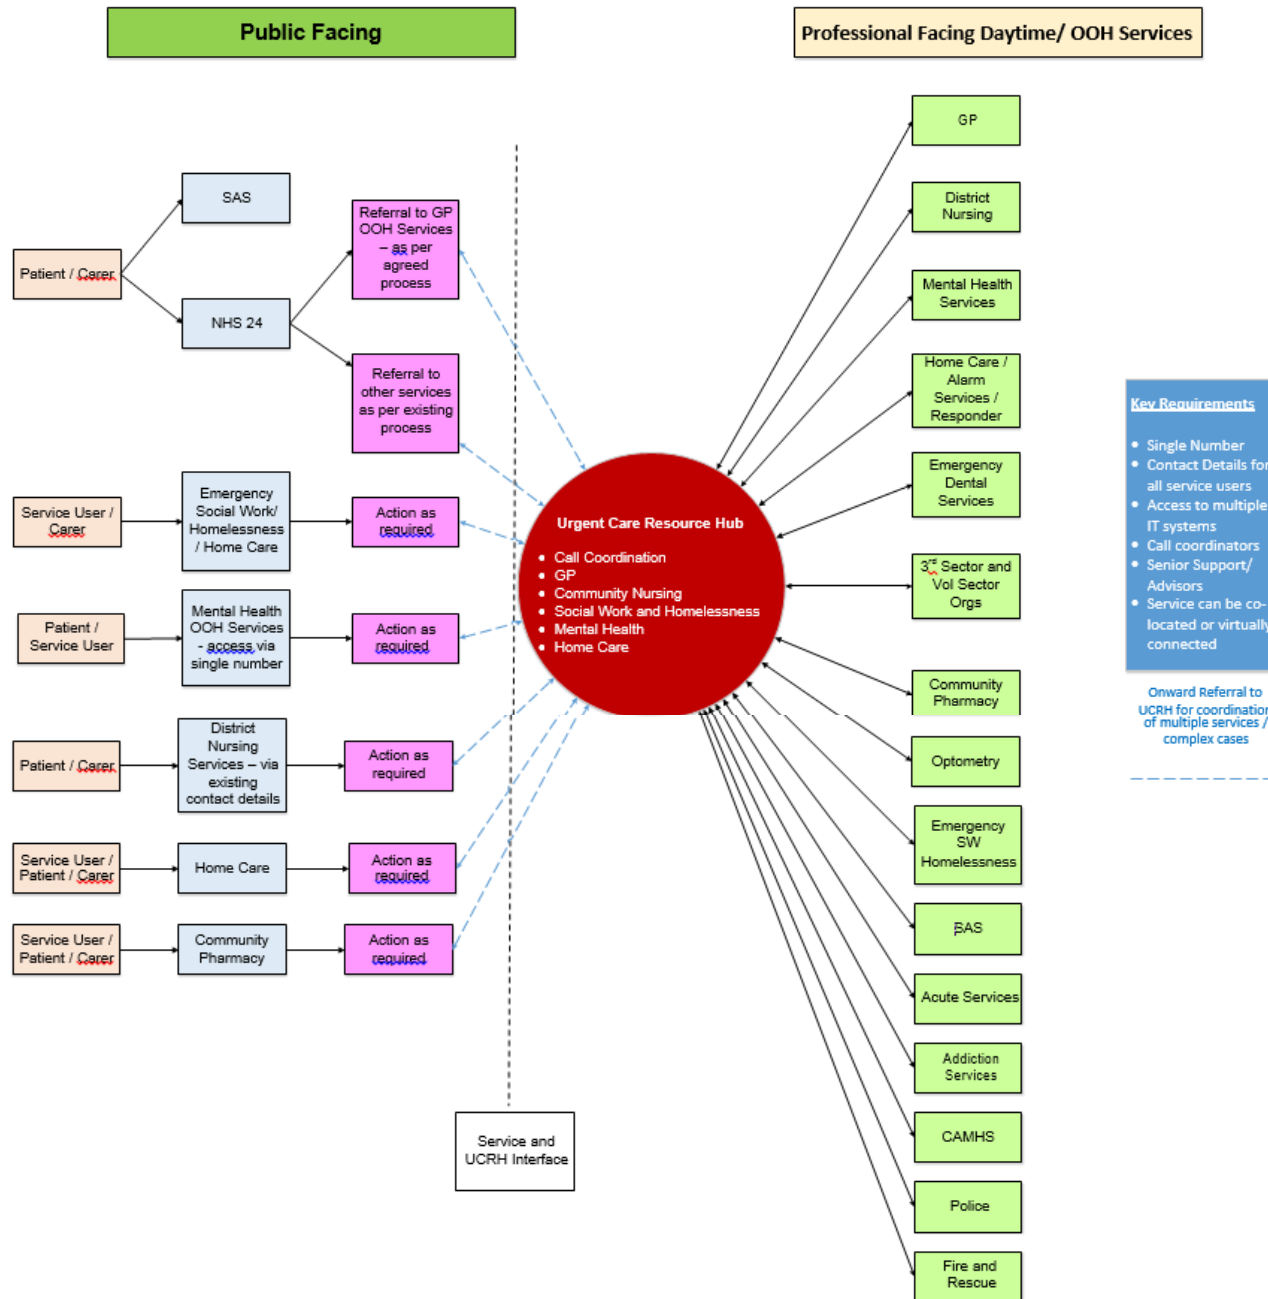 Public Facing
Professional Facing Daytime/ OOH Services
SAS
Patient / Carer
NHS 24
Referral to GP
OOH Services
– as per
agreed
process
Referral to
other services
as per existing
process
Service User /
Carer
Emergency
Social Work/
Homelessness
/ Home Care
Action as
required
Patient /
Service User
Mental Health
OOH Services
- access via
single number
Action as
required
Patient / Carer
District
Nursing
Services – via
existing
contact details
Action as
required
Service User /
Patient / Carer
Home Care
Action as
required
Service User /
Patient / Carer
Community
Pharmacy
Action as
required
Service and
UCRH Interface
Urgent Care Resource Hub
• Call Coordination
• GP
• Community Nursing
• Social Work and Homelessness
• Mental Health
• Home Care
GP
District
Nursing
Mental Health
Services
Home Care /
Alarm
Services /
Responder
Emergency
Dental
Services
3rd Sector and
Vol Sector
Orgs
Community
Pharmacy
Optometry
Emergency
SW
Homelessness
Acute Services
Addiction
Services
CAMHS
Police
Fire and
Rescue
Key Requirements
• Single Number
• Contact Details for
all service users
• Access to multiple
IT systems
• Call coordinators
• Senior Support/
Advisors
• Service can be co-
located or virtually
connected
Onward Referral to
UCRH for coordination
of multiple services /
complex cases